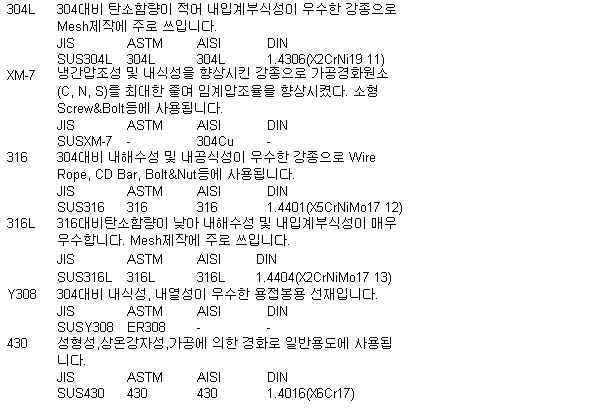 304L 304대비 탄소함량이 적어 내입계부식성이 우수한 강종으로
Mesh제작에 주로 쓰입니다.
JIS ASTM AISI DIN
SUS304L 304L 304L 1.4306(X2CrNi19 11)
XM-7 냉간압조성 및 내식성을 향상시킨 강종으로 가공경화원소
(C, N, S)를 최대한 줄여 임계압조율을 향상시켰다. 소형
Screw&Bolt등에 사용됩니다.
JIS ASTM AISI DIN
SUSXM-7 - 304Cu -
316 304대비 내해수성 및 내공식성이 우수한 강종으로 Wire
Rope, CD Bar, Bolt&Nut등에 사용됩니다.
JIS ASTM AISI DIN
SUS316 316 316 1.4401(X5CrNiMo17 12)
316L 316대비탄소함량이 낮아 내해수성 및 내입계부식성이 매우
우수합니다. Mesh제작에 주로 쓰입니다.
JIS ASTM AISI DIN
SUS316L 316L 316L 1.4404(X2CrNiMo17 13)
Y308 304대비 내식성, 내열성이 우수한 용접봉용 선재입니다.
JIS ASTM AISI DIN
SUSY308 ER308 - -
430 성형성,상온강자성,가공에 의한 경화로 일반용도에 사용됩
니다.
JIS ASTM AISI DIN
SUS430 430 430 1.4016(X6Cr17)